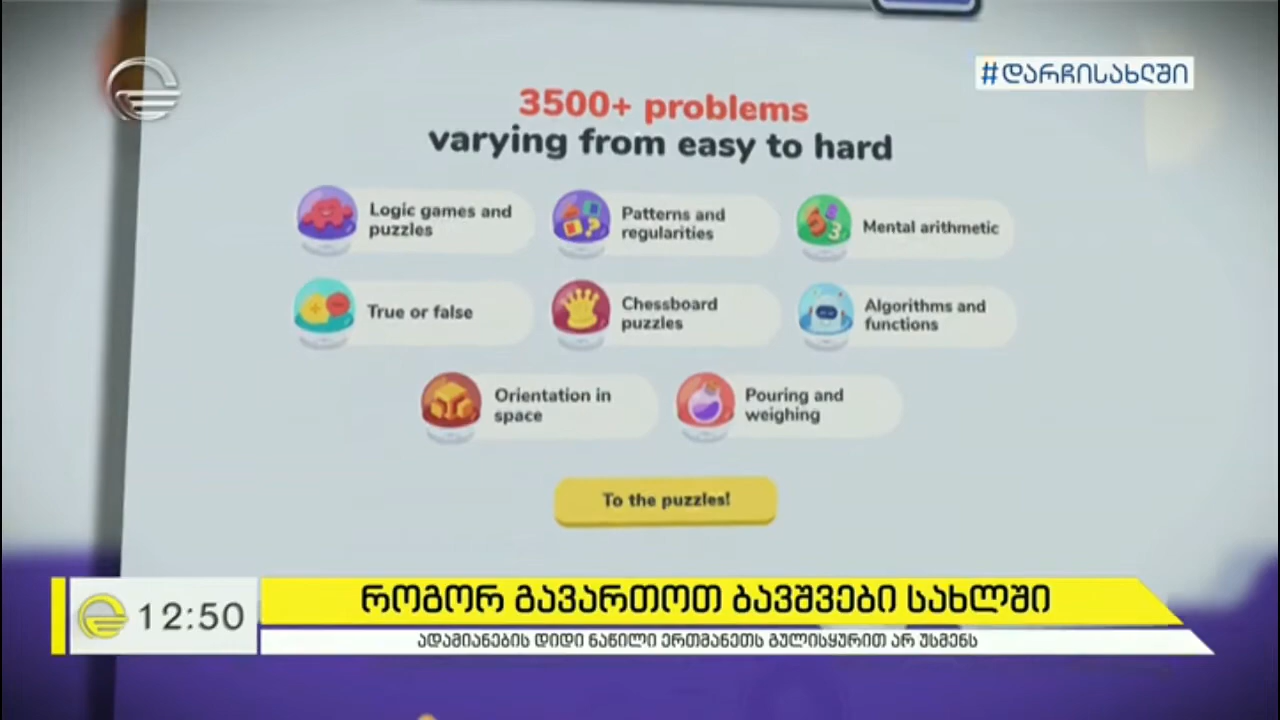 #დარჩისახლში
3500+ problems
varying from easy to hard
Logic games and
puzzles
Patterns and
regularities
Mental arithmetic
True or false
Chessboard
puzzles
Algorithms and
functions
Orientation in
space
Pouring and
weighing
To the puzzles!
12:50
როგორ გავართოთ ბავშვები სახლში
ადამიანების დიდი ნაწილი ერთმანეთს გულისყურით არ უსმენს